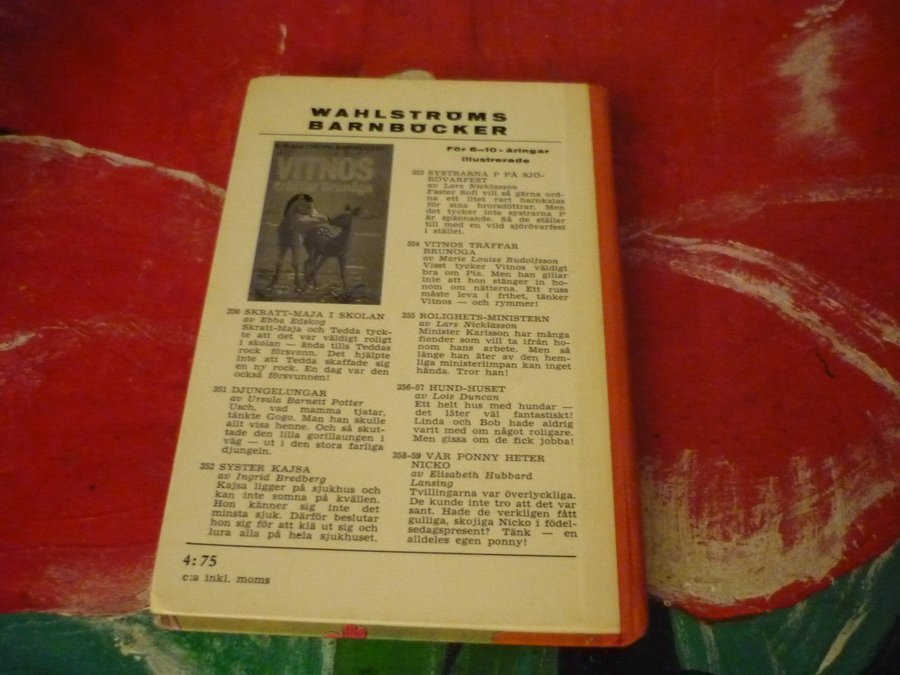 WAHLSTRÖMS
BARNBÖCKER
VITNOS
träffar Brunöga
350 SKRATT-MAJA I SKOLAN
av Ebba Edskog
Skratt-Maja och Tedda tyck-
te att det var väldigt roligt
i skolan — ända tills Teddas
rock försvann. Det hjälpte
inte att Tedda skaffade sig
en ny rock. En dag var den
också försvunnen!
351 DJUNGELUNGAR
av Ursula Barnett Potter
Usch, vad mamma tjatar,
tänkte Gogo. Man han skulle
allt visa henne. Och så skut-
tade den lilla gorillaungen i
väg — ut i den stora farliga
djungeln.
352 SYSTER KAJSA
av Ingrid Bredberg
Kajsa ligger på sjukhus och
kan inte somna på kvällen.
Hon känner sig inte det
minsta sjuk. Därför beslutar
hon sig för att klä ut sig och
lura alla på hela sjukhuset.
För 6-10-åringar
illustrerade
353 SYSTRARNA P PÅ SJÖ-
RÖVARFEST
av Lars Nicklasson
Faster Sofi vill så gärna ord-
na ett litet rart barnkalas
för sina brorsdöttrar. Men
det tycker inte systrarna P
är spännande. Så de ställer
till med en vild sjörövarfest
i stället.
354 VITNOS TRÄFFAR
BRUNÖGA
av Marie Louise Rudolfsson
Visst tycker Vitnos väldigt
bra om Pia. Men han gillar
inte att hon stänger in ho-
nom om nätterna. Ett russ
måste leva i frihet, tänker
Vitnos — och rymmer!
355 ROLIGHETS-MINISTERN
av Lars Nicklasson
Minister Karlsson har många
fiender som vill ta ifrån ho-
nom hans arbete. Men så
länge han äter av den hem-
liga ministerlimpan kan inget
hända. Tror han!
356-57 HUND-HUSET
av Lois Duncan
Ett helt hus med hundar —
det låter väl fantastiskt!
Linda och Bob hade aldrig
varit med om något roligare.
Men gissa om de fick jobba!
358-59 VÅR PONNY HETER
NICKO
av Elisabeth Hubbard
Lansing
Tvillingarna var överlyckliga.
De kunde inte tro att det var
sant. Hade de verkligen fått
gulliga, skojiga Nicko i födel-
sedagspresent? Tänk — en
alldeles egen ponny!
4:75
c:a inkl. moms